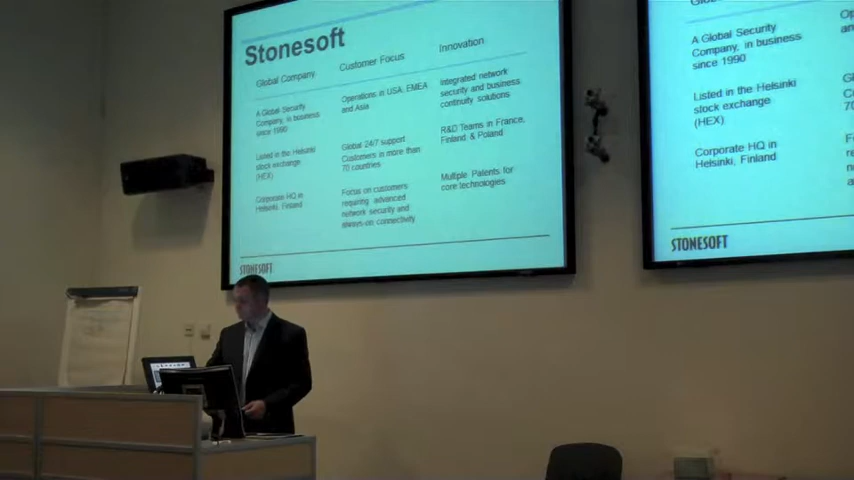 Stonesoft
Global Company
Customer Focus
Innovation
A Global Security
Company, in business
since 1990
Operations in USA, EMEA
and Asia
Integrated network
security and business
continuity solutions
Listed in the Helsinki
stock exchange
(HEX)
Global 24/7 support
Customers in more than
70 countries
R&D Teams in France,
Finland & Poland
Corporate HQ in
Helsinki, Finland
Focus on customers
requiring advanced
network security and
always-on connectivity
Multiple Patents for
core technologies
STONESOFT
A Global Security
Company, in business
since 1990
Listed in the Helsinki
stock exchange
(HEX)
Corporate HQ in
Helsinki, Finland
STONESOFT